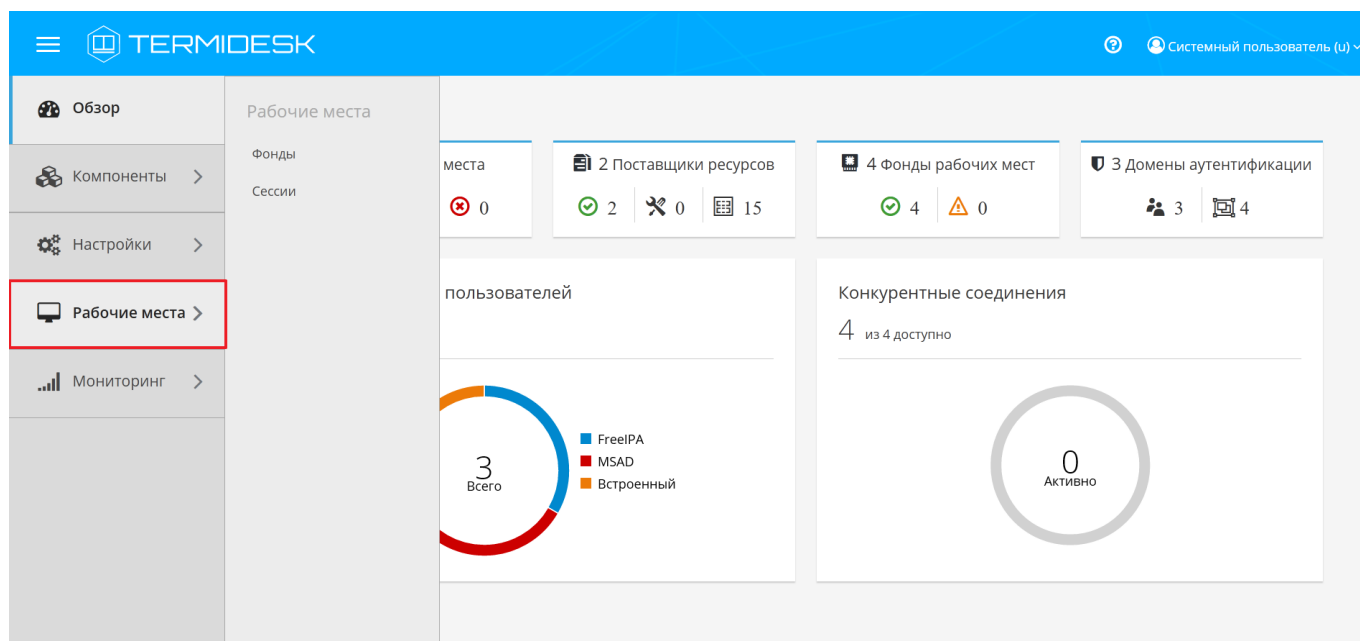 TERMIDESK
Системный пользователь (u)
Обзор
Компоненты
Настройки
Рабочие места
Мониторинг
Рабочие места
Фонды
Сессии
места
0
2 Поставщики ресурсов
2 0 15
4 Фонды рабочих мест
4 0
3 Домены аутентификации
3 4
пользователей
3
Всего
FreeIPA
MSAD
Встроенный
Конкурентные соединения
4 из 4 доступно
0
Активно